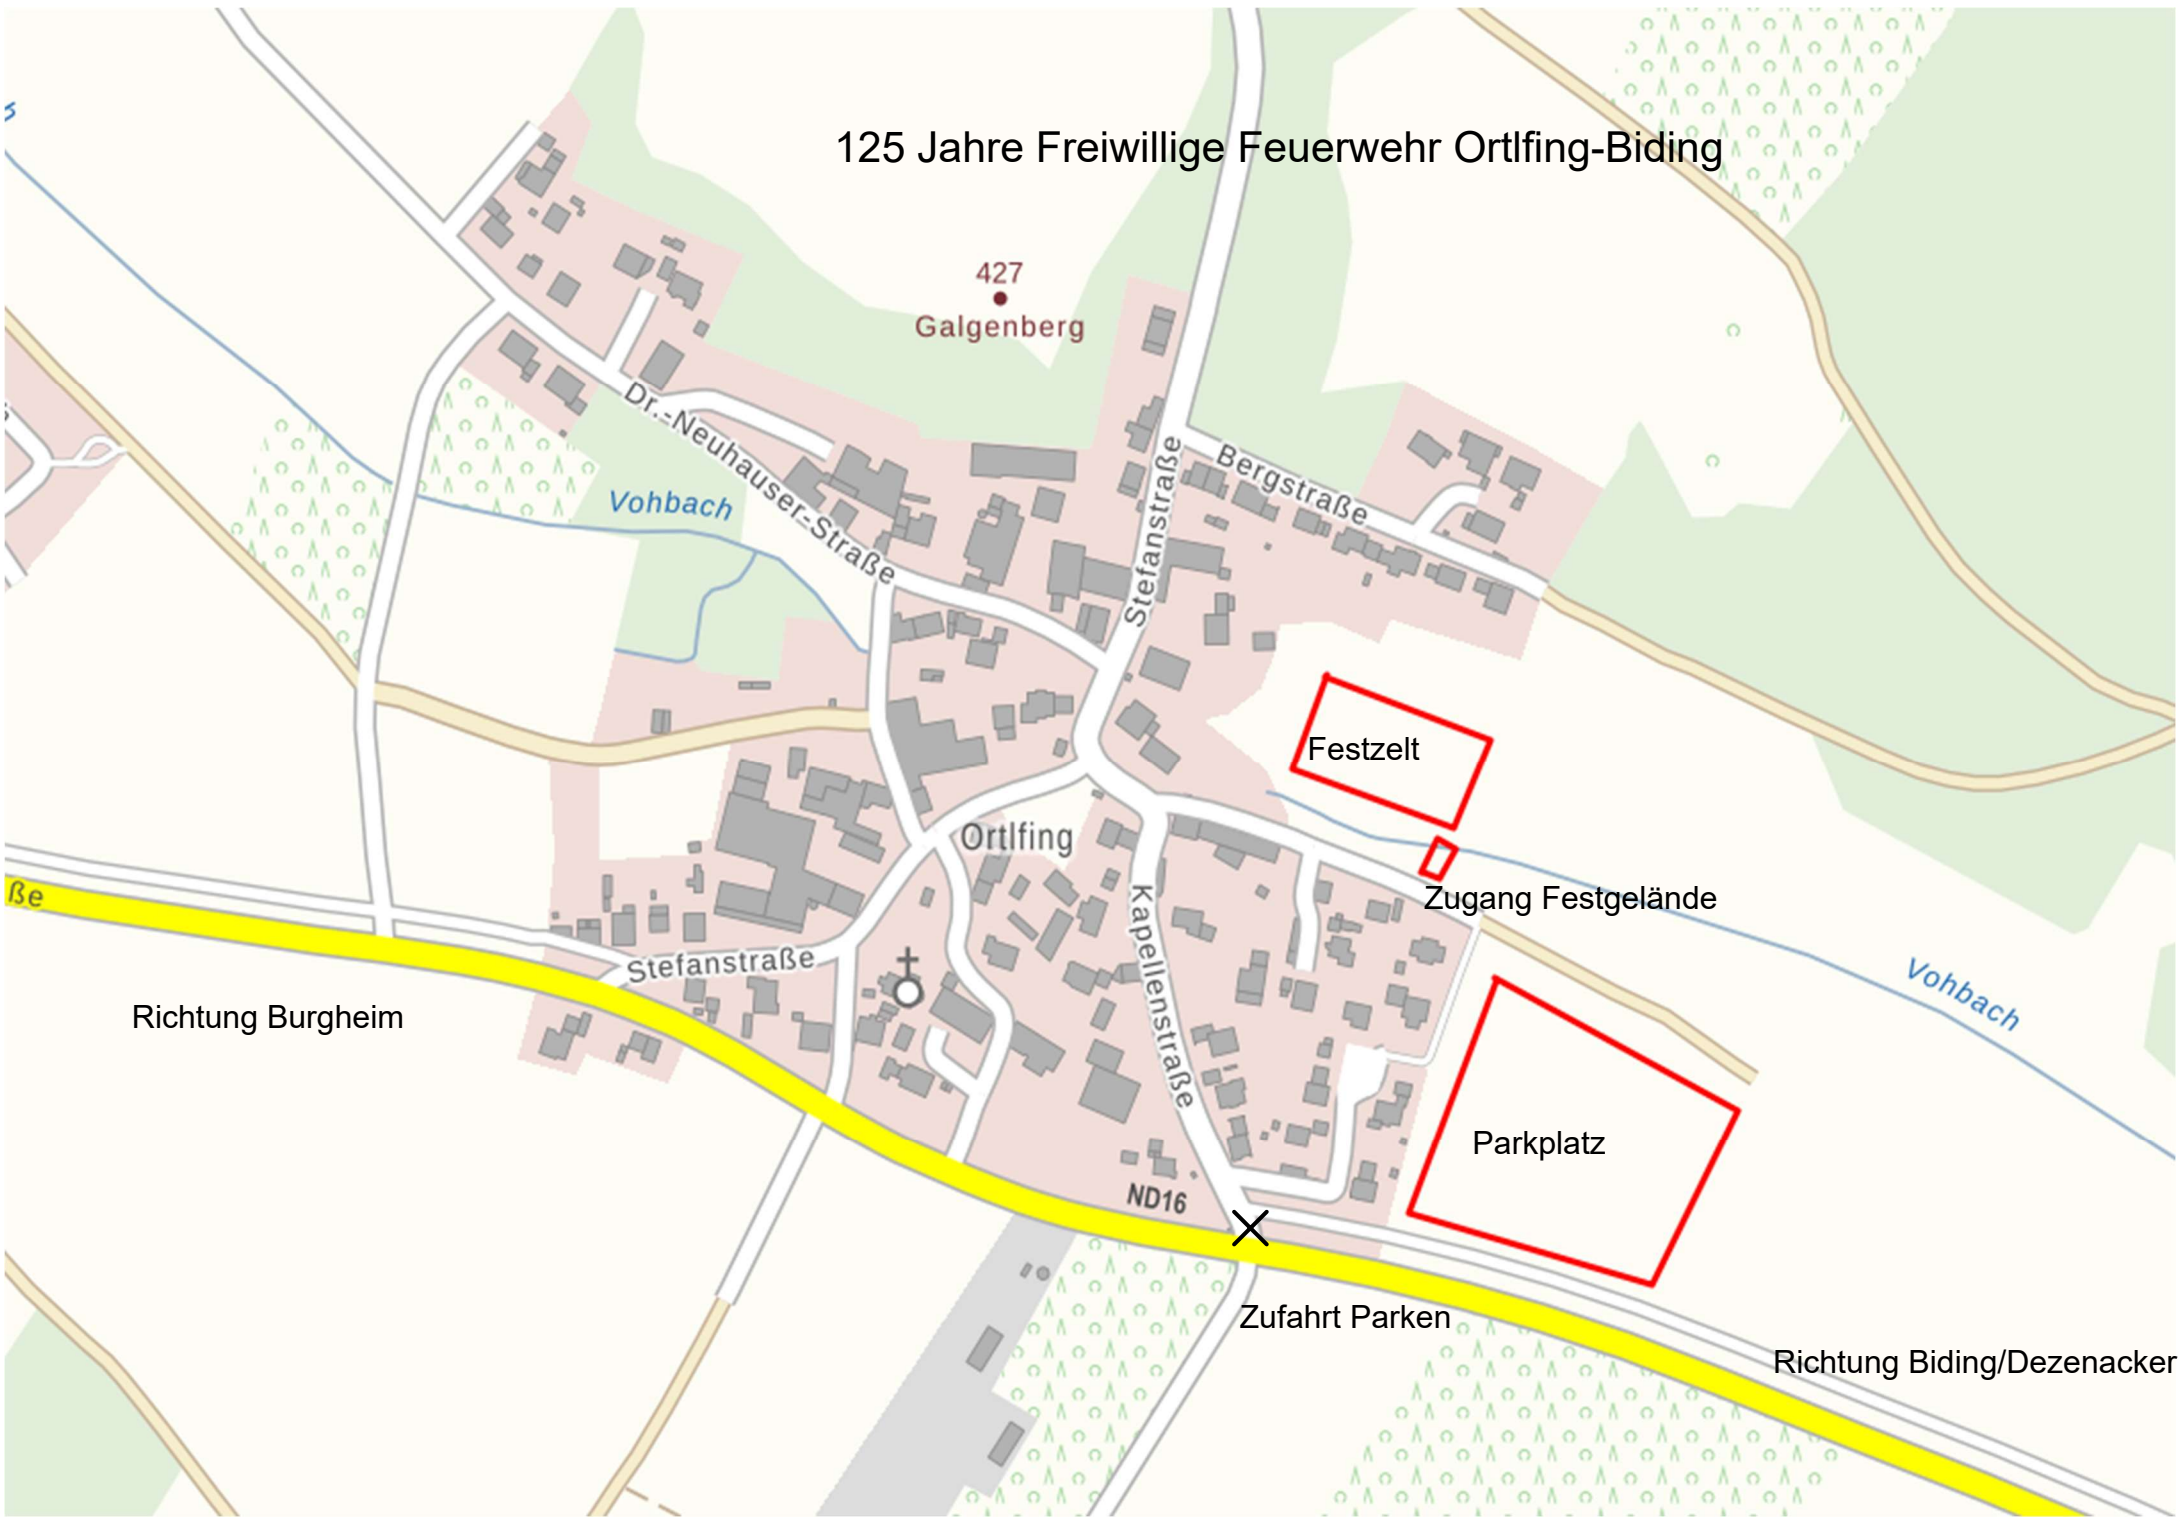 125 Jahre Freiwillige Feuerwehr Ortlfing-Biding
427
Galgenberg
Dr.-Neuhauser-Straße
Bergstraße
Stefanstraße
Vohbach
Festzelt
Ortlfing
Zugang Festgelände
ße
Kapellenstraße
Stefanstraße
Vohbach
Richtung Burgheim
Parkplatz
ND16
Zufahrt Parken
Richtung Biding/Dezenacker